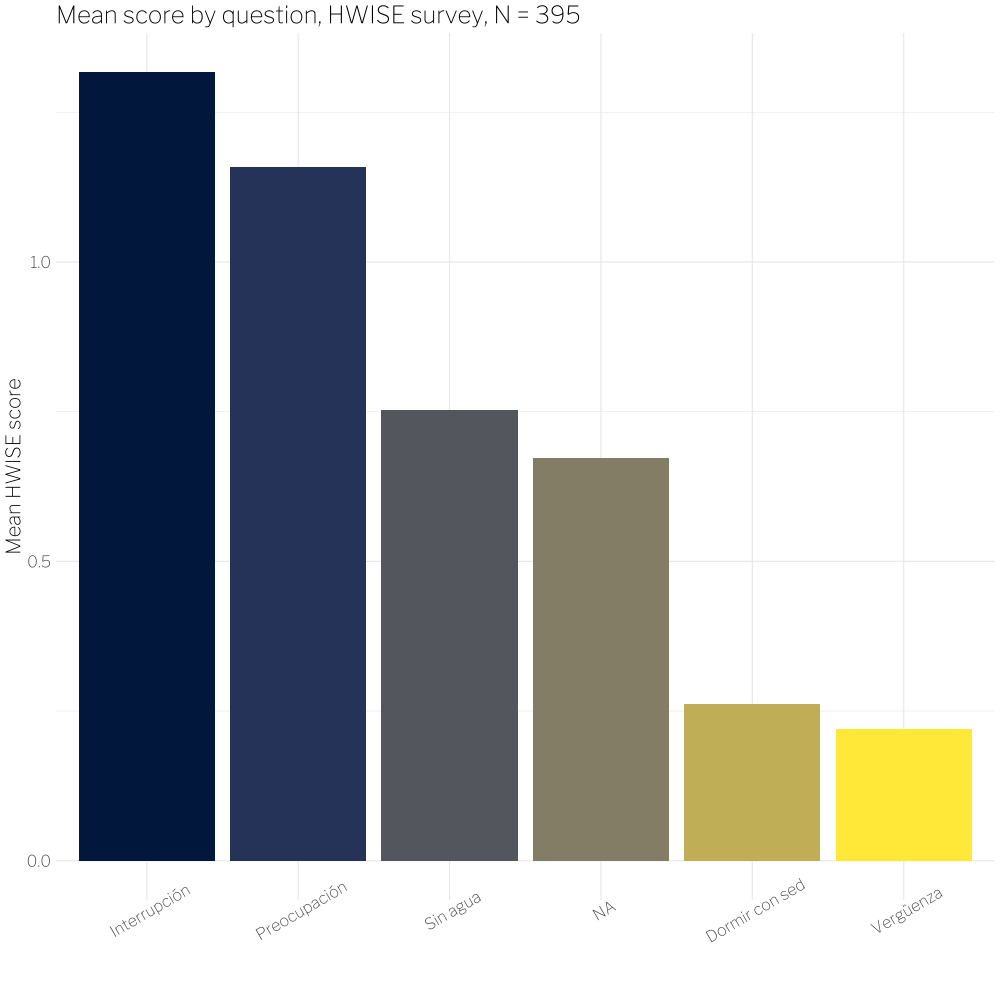 Mean score by question, HWISE survey, N = 395
Mean HWISE score
1.0
0.5
0.0
Interrupción
Preocupación
Sin agua
NA
Dormir con sed
Vergüenza